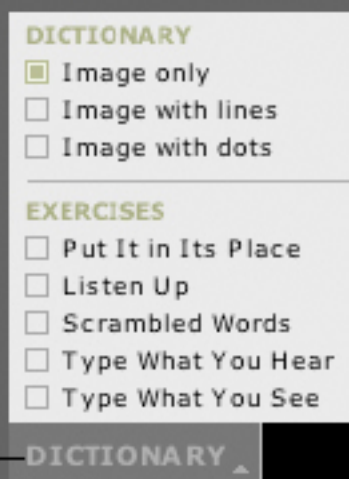 DICTIONARY
Image only
Image with lines
Image with dots
EXERCISES
Put It in Its Place
Listen Up
Scrambled Words
Type What You Hear
Type What You See
DICTIONARY